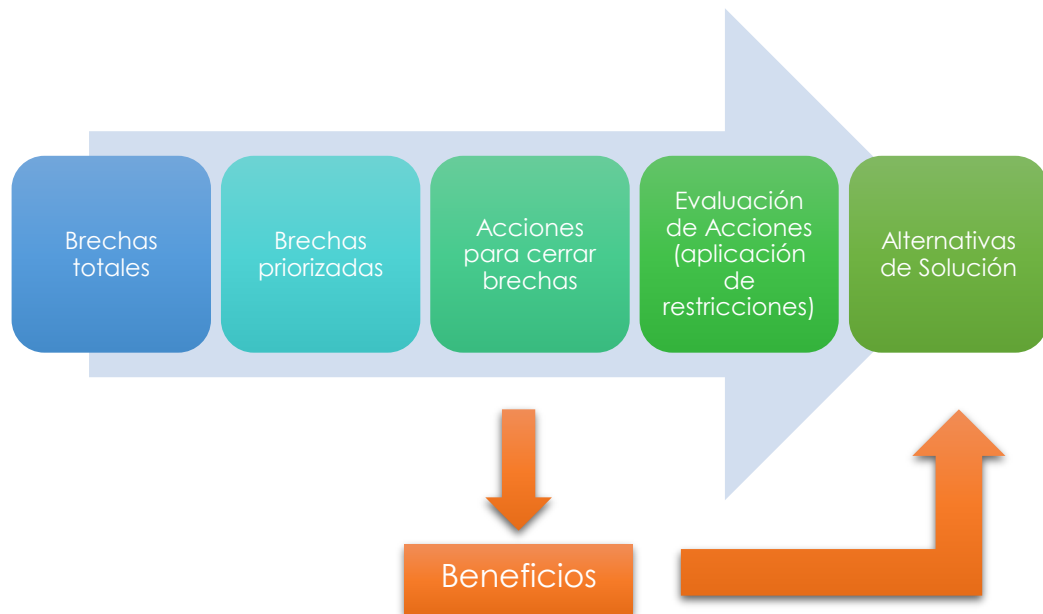 Brechas
totales
Brechas
priorizadas
Acciones
para cerrar
brechas
Evaluación
de Acciones
(aplicación
de
restricciones)
Alternativas
de Solución
Beneficios